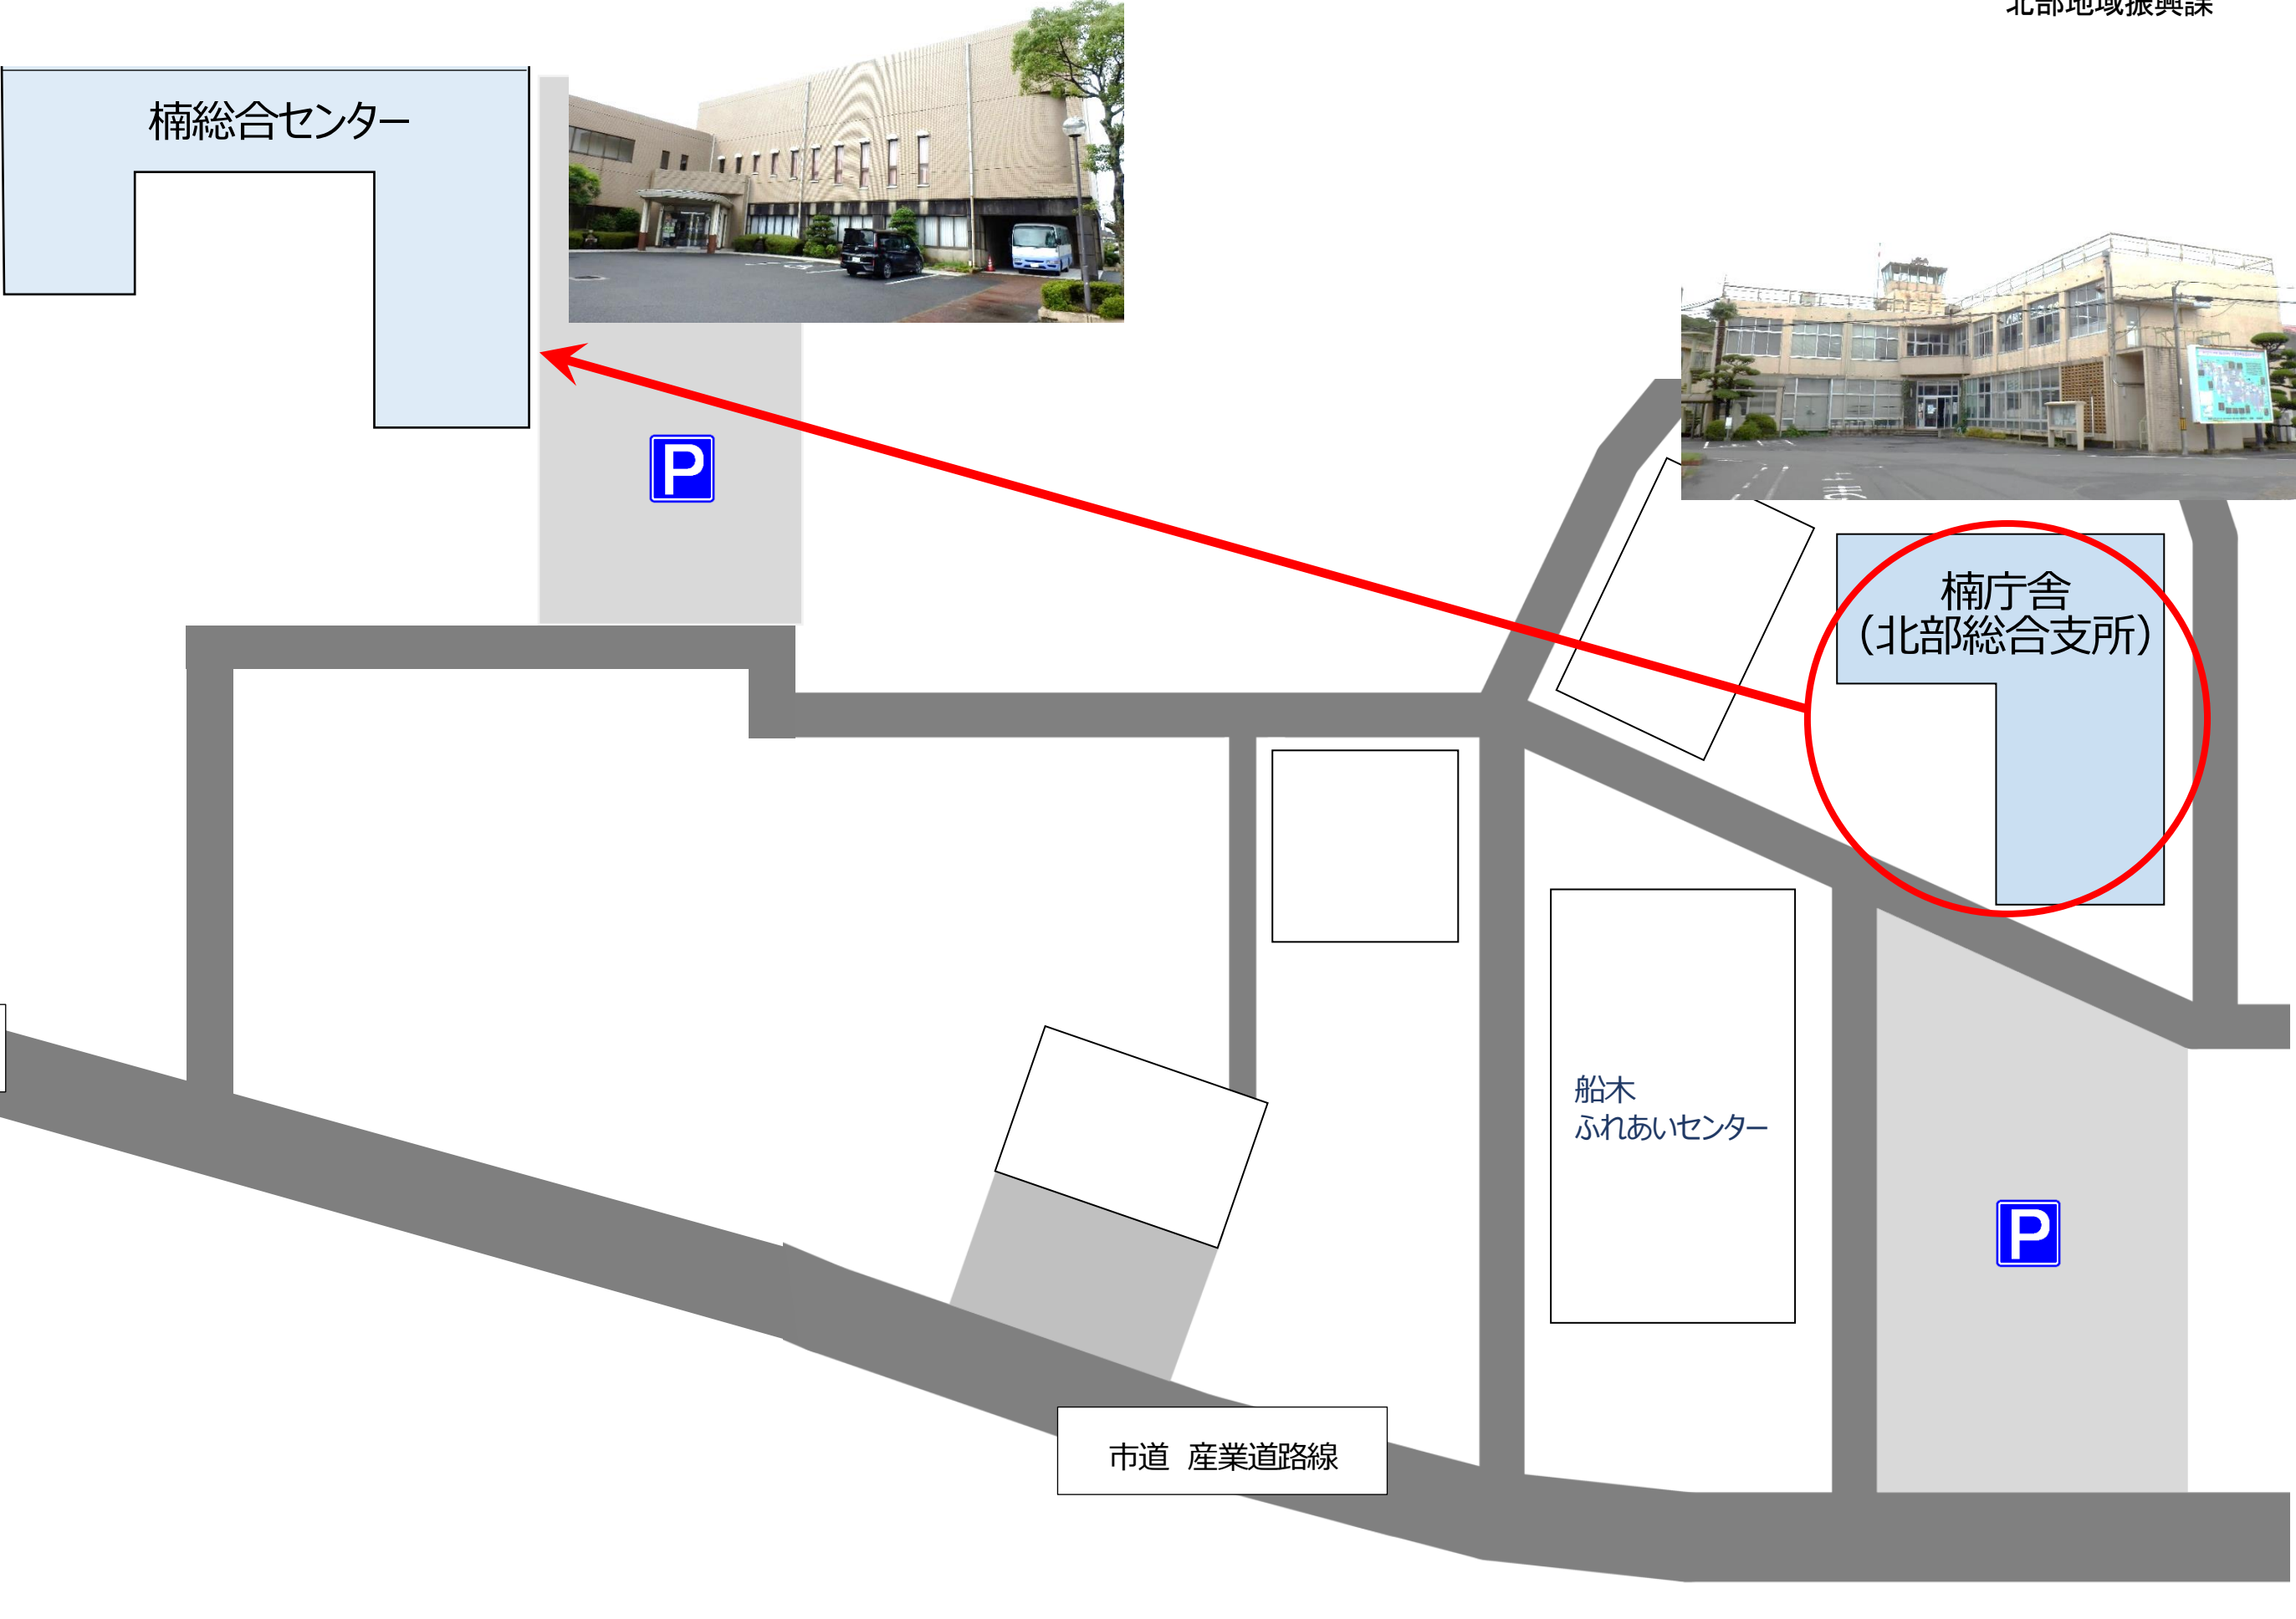 北部地域振興課
楠総合センター
P
楠庁舎
（北部総合支所）
船木
ふれあいセンター
P
市道　産業道路線